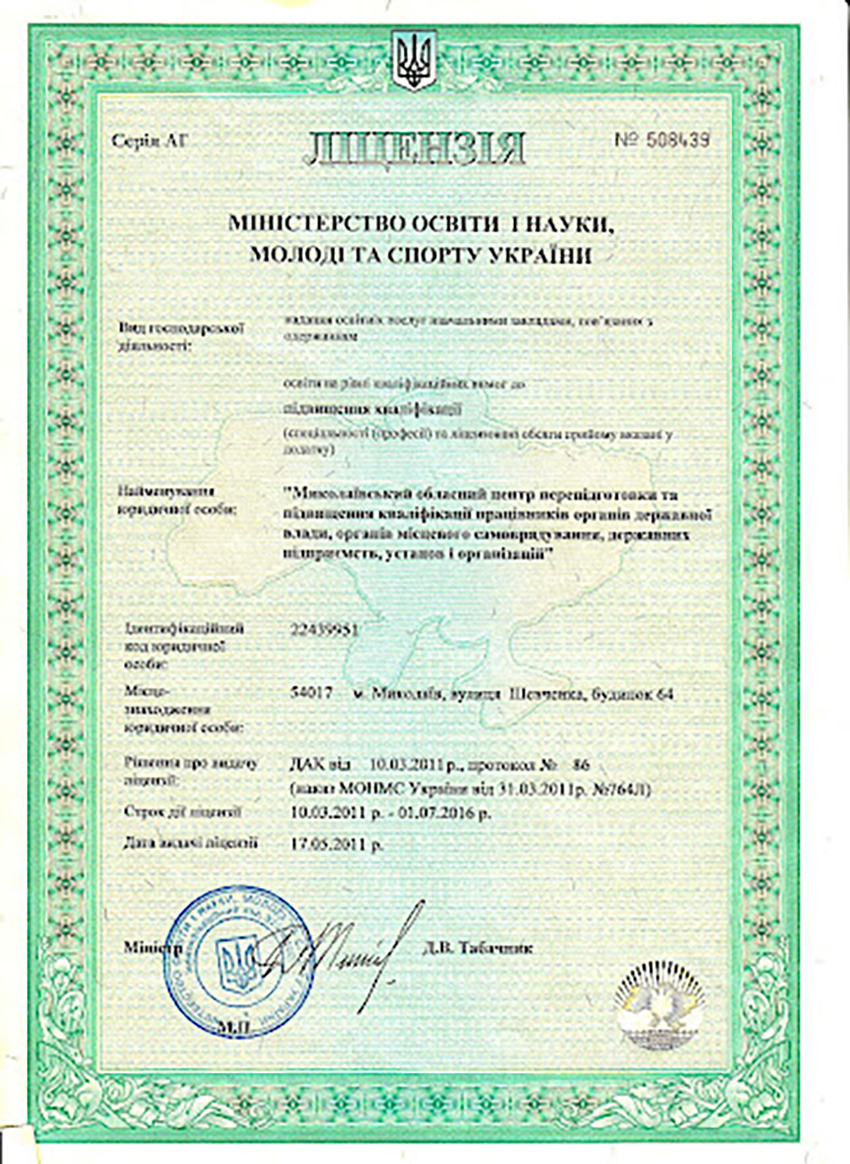 Серія АГ
ЛІЦЕНЗІЯ
№ 508439
МІНІСТЕРСТВО ОСВІТИ І НАУКИ,
МОЛОДІ ТА СПОРТУ УКРАЇНИ
Вид господарської
діяльності:
надання освітніх послуг навчальними закладами, пов'язаних з
одержанням
освіти на рівні кваліфікаційних вимог до
підвищення кваліфікації
(спеціальності (професії) та ліцензовані обсяги прийому вказані у
додатку)
Найменування
юридичної особи:
"Миколаївський обласний центр перепідготовки та
підвищення кваліфікації працівників органів державної
влади, органів місцевого самоврядування, державних
підприємств, установ і організацій"
Ідентифікаційний
код юридичної
особи:
22439951
Місце-
знаходження
юридичної особи:
54017 м. Миколаїв, вулиця Шевченка, будинок 64
Рішення про видачу
ліцензії:
ДАК від 10.03.2011 р., протокол № 86
(наказ МОНМС України від 31.03.2011р. №764Л)
Строк дії ліцензії
10.03.2011 р. - 01.07.2016 р.
Дата видачі ліцензії
17.05.2011 р.
Міністр
Д.В. Табачник
М.П